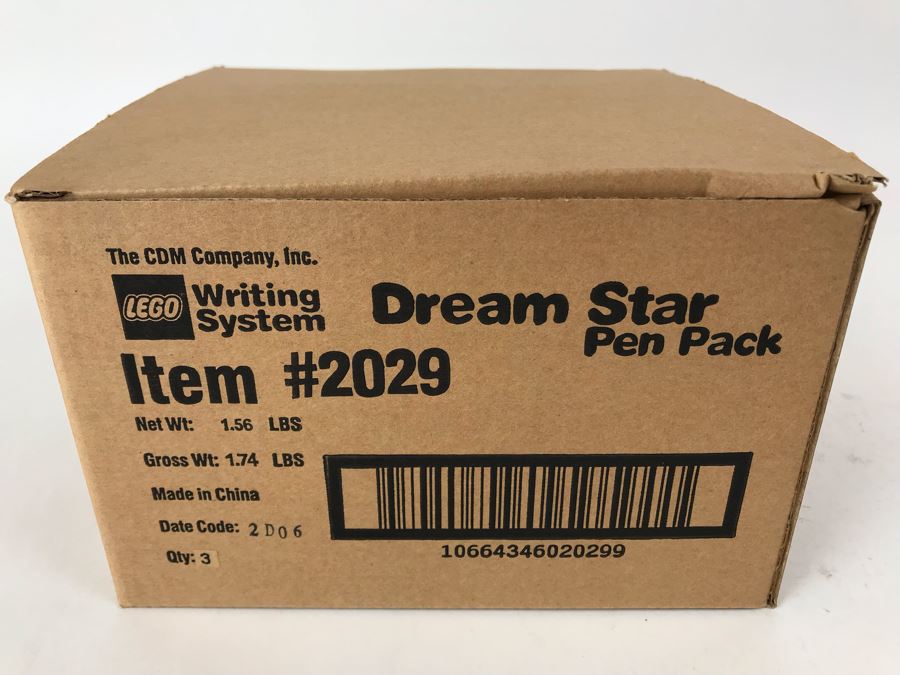 The CDM Company, Inc.
LEGO Writing System
Dream Star
Pen Pack
Item #2029
Net Wt: 1.56 LBS
Gross Wt: 1.74 LBS
Made in China
Date Code: 2D06
Qty: 3
10664346020299